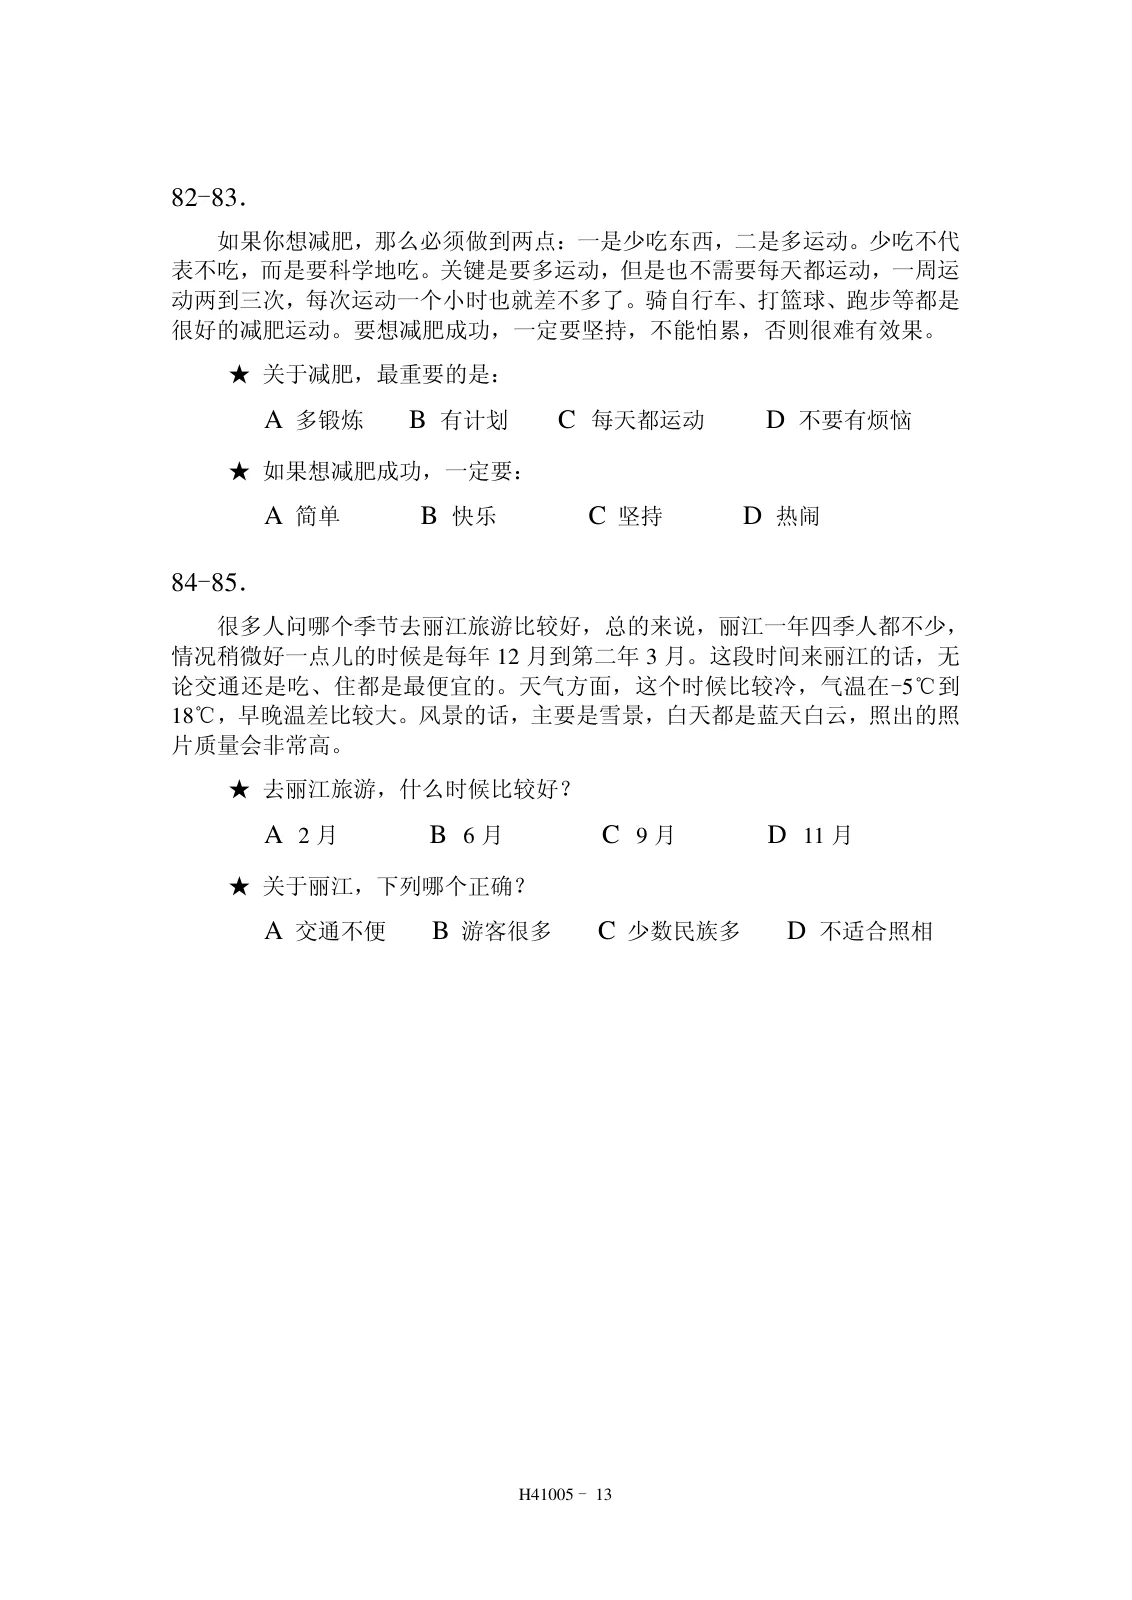 82-83.
如果你想减肥，那么必须做到两点：一是少吃东西，二是多运动。少吃不代
表不吃，而是要科学地吃。关键是要多运动，但是也不需要每天都运动，一周运
动两到三次，每次运动一个小时也就差不多了。骑自行车、打篮球、跑步等都是
很好的减肥运动。要想减肥成功，一定要坚持，不能怕累，否则很难有效果。
★ 关于减肥，最重要的是：
A 多锻炼 B 有计划 C 每天都运动 D 不要有烦恼
★ 如果想减肥成功，一定要：
A 简单 B 快乐 C 坚持 D 热闹
84-85.
很多人问哪个季节去丽江旅游比较好，总的来说，丽江一年四季人都不少，
情况稍微好一点儿的时候是每年 12 月到第二年 3 月。这段时间来丽江的话，无
论交通还是吃、住都是最便宜的。天气方面，这个时候比较冷，气温在-5℃到
18℃，早晚温差比较大。风景的话，主要是雪景，白天都是蓝天白云，照出的照
片质量会非常高。
★ 去丽江旅游，什么时候比较好？
A 2 月 B 6 月 C 9 月 D 11 月
★ 关于丽江，下列哪个正确？
A 交通不便 B 游客很多 C 少数民族多 D 不适合照相
H41005 - 13